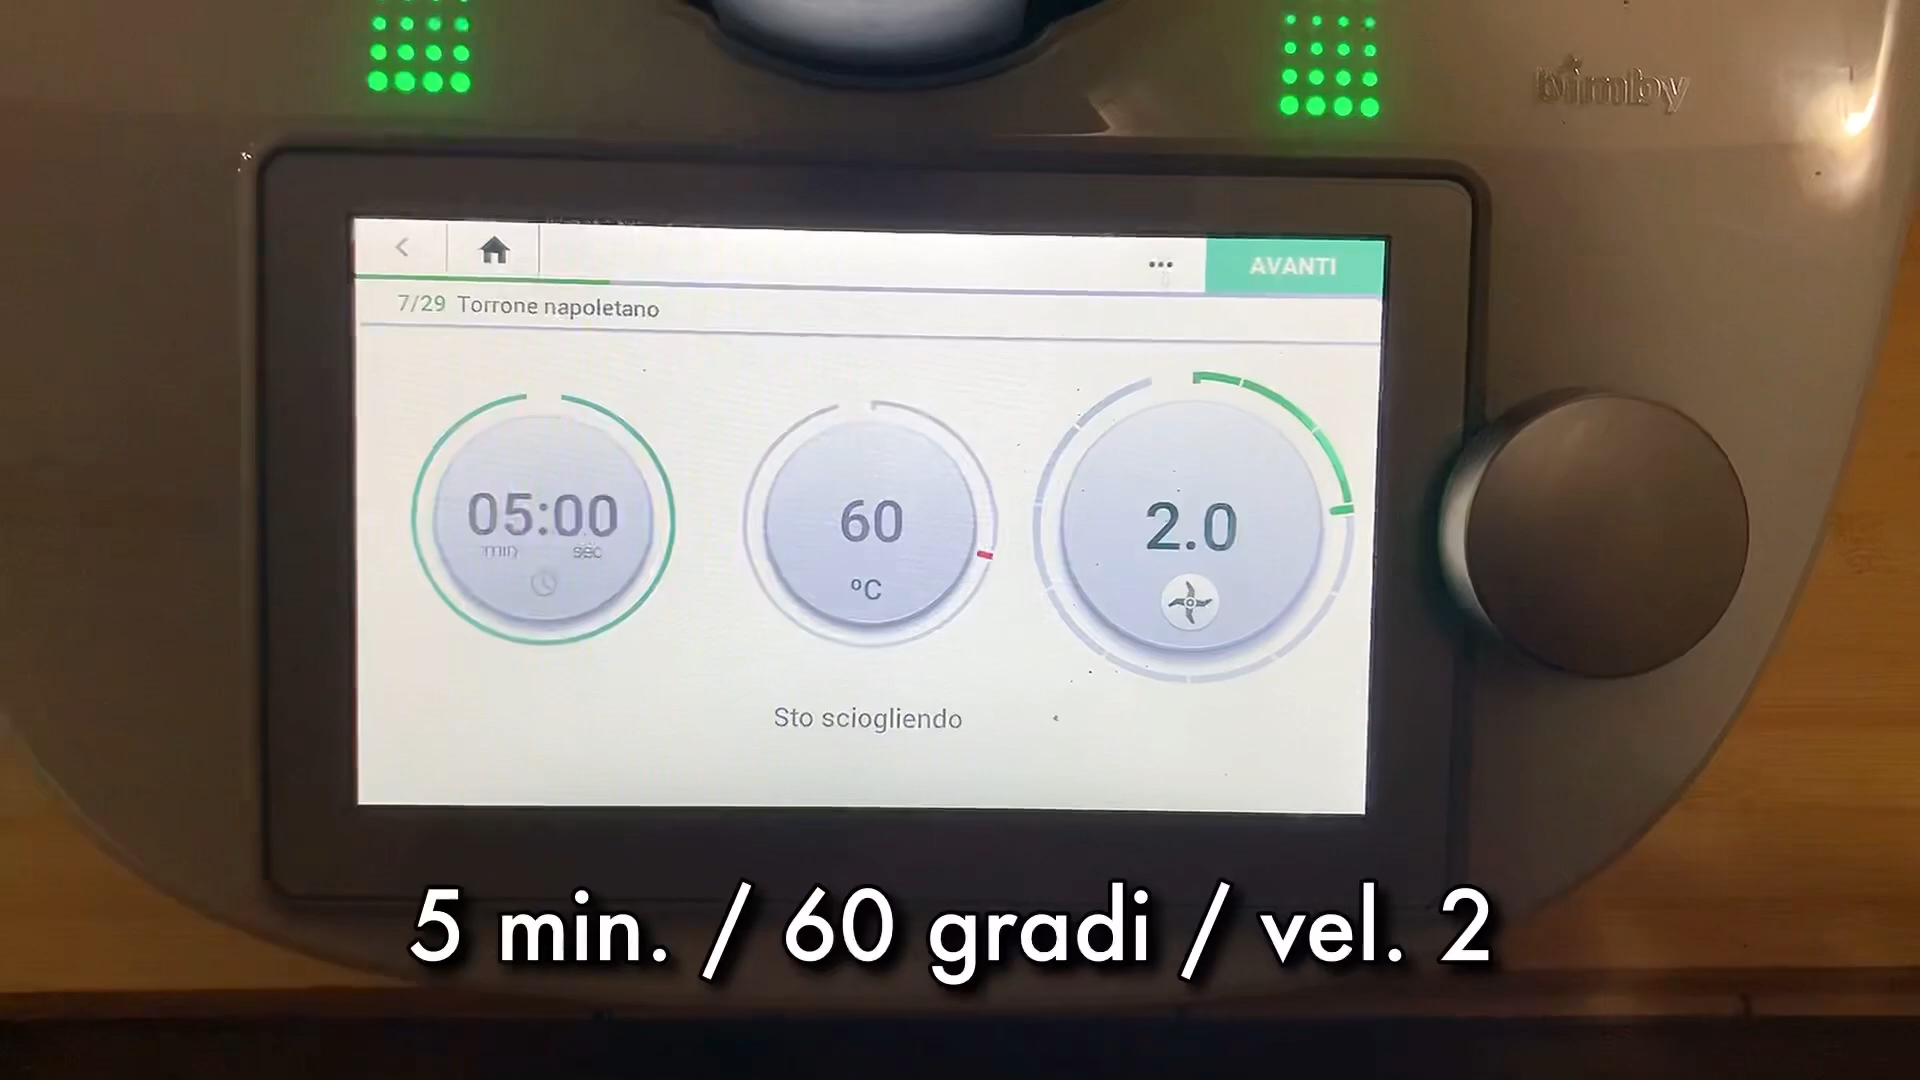 bimby
AVANTI
7/29 Torrone napoletano
05:00
min sec
60
°C
2.0
Sto sciogliendo
5 min. / 60 gradi / vel. 2